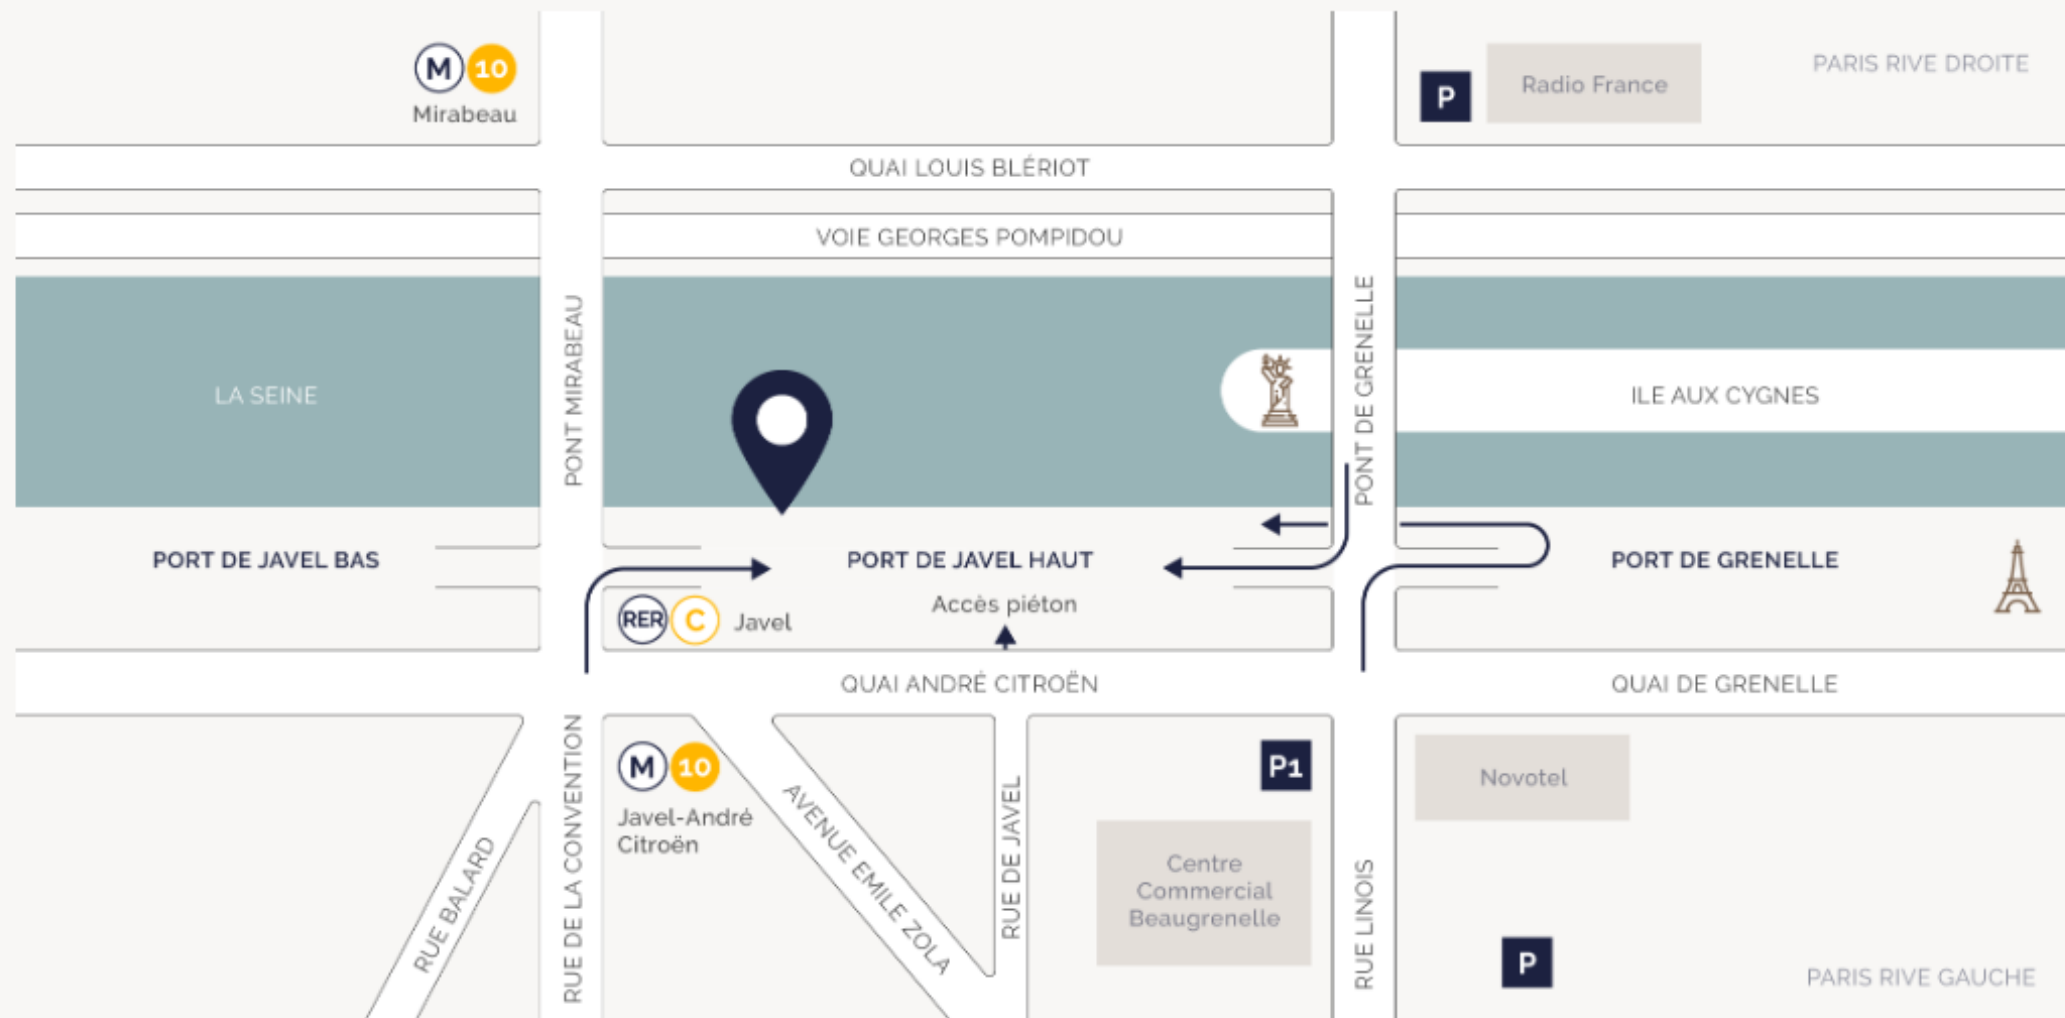 M 10
Mirabeau
P
Radio France
PARIS RIVE DROITE
QUAI LOUIS BLÉRIOT
VOIE GEORGES POMPIDOU
PONT MIRABEAU
PONT DE GRENELLE
LA SEINE
ILE AUX CYGNES
PORT DE JAVEL BAS
PORT DE JAVEL HAUT
PORT DE GRENELLE
Accès piéton
RER C Javel
QUAI ANDRÉ CITROËN
QUAI DE GRENELLE
RUE BALARD
RUE DE LA CONVENTION
M 10
Javel-André
Citroën
AVENUE EMILE ZOLA
RUE DE JAVEL
P1
Centre
Commercial
Beaugrenelle
RUE LINOIS
Novotel
P
PARIS RIVE GAUCHE